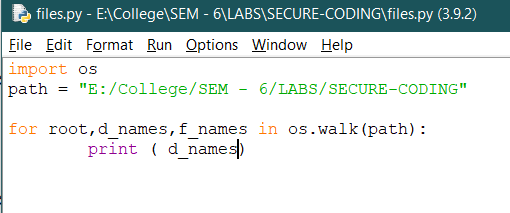 files.py - E:\College\SEM - 6\LABS\SECURE-CODING\files.py (3.9.2)
File Edit Format Run Options Window Help
import os
path = "E:/College/SEM - 6/LABS/SECURE-CODING"
for root,d_names,f_names in os.walk(path):
        print ( d_names)